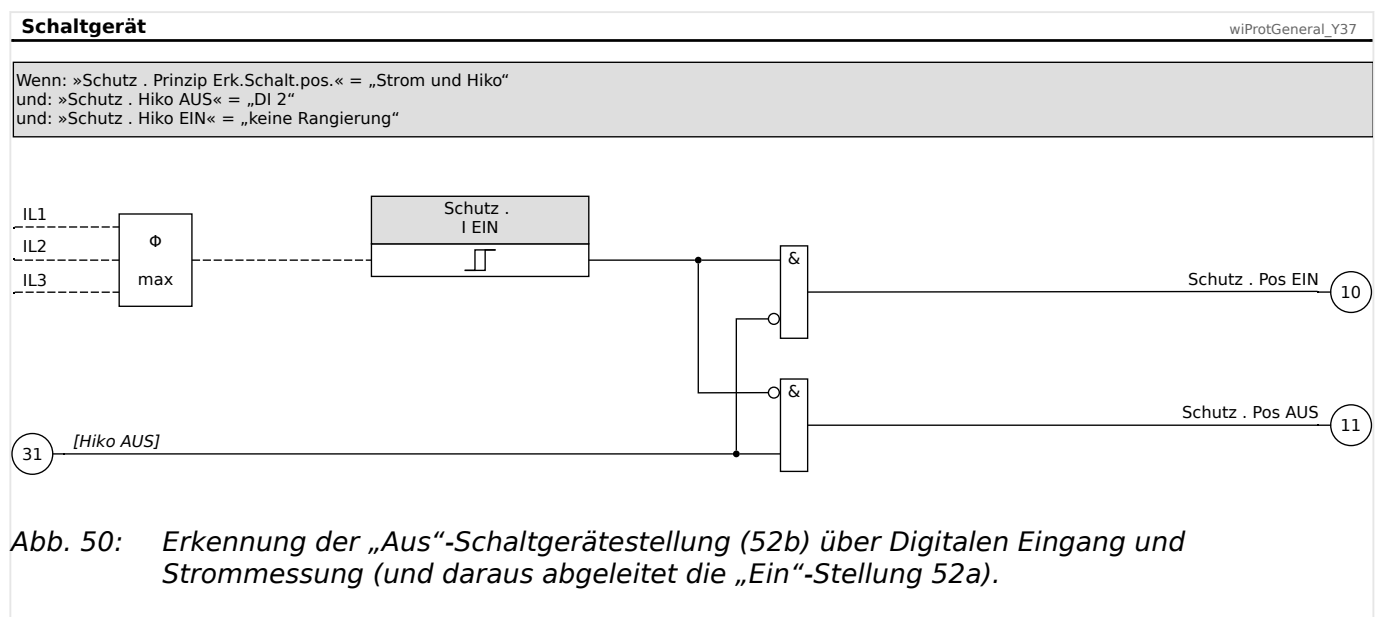 Schaltgerät
wiProtGeneral_Y37
Wenn: »Schutz . Prinzip Erk.Schalt.pos.« = „Strom und Hiko“
und: »Schutz . Hiko AUS« = „DI 2“
und: »Schutz . Hiko EIN« = „keine Rangierung“
IL1
IL2
IL3
Φ
max
Schutz .
I EIN
&
Schutz . Pos EIN
10
&
Schutz . Pos AUS
11
31
[Hiko AUS]
Abb. 50: Erkennung der „Aus“-Schaltgerätestellung (52b) über Digitalen Eingang und
Strommessung (und daraus abgeleitet die „Ein“-Stellung 52a).